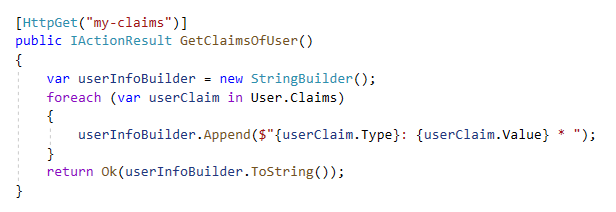 [HttpGet("my-claims")]
public IActionResult GetClaimsOfUser()
{
    var userInfoBuilder = new StringBuilder();
    foreach (var userClaim in User.Claims)
    {
        userInfoBuilder.Append($"{userClaim.Type}: {userClaim.Value} * ");
    }
    return Ok(userInfoBuilder.ToString());
}